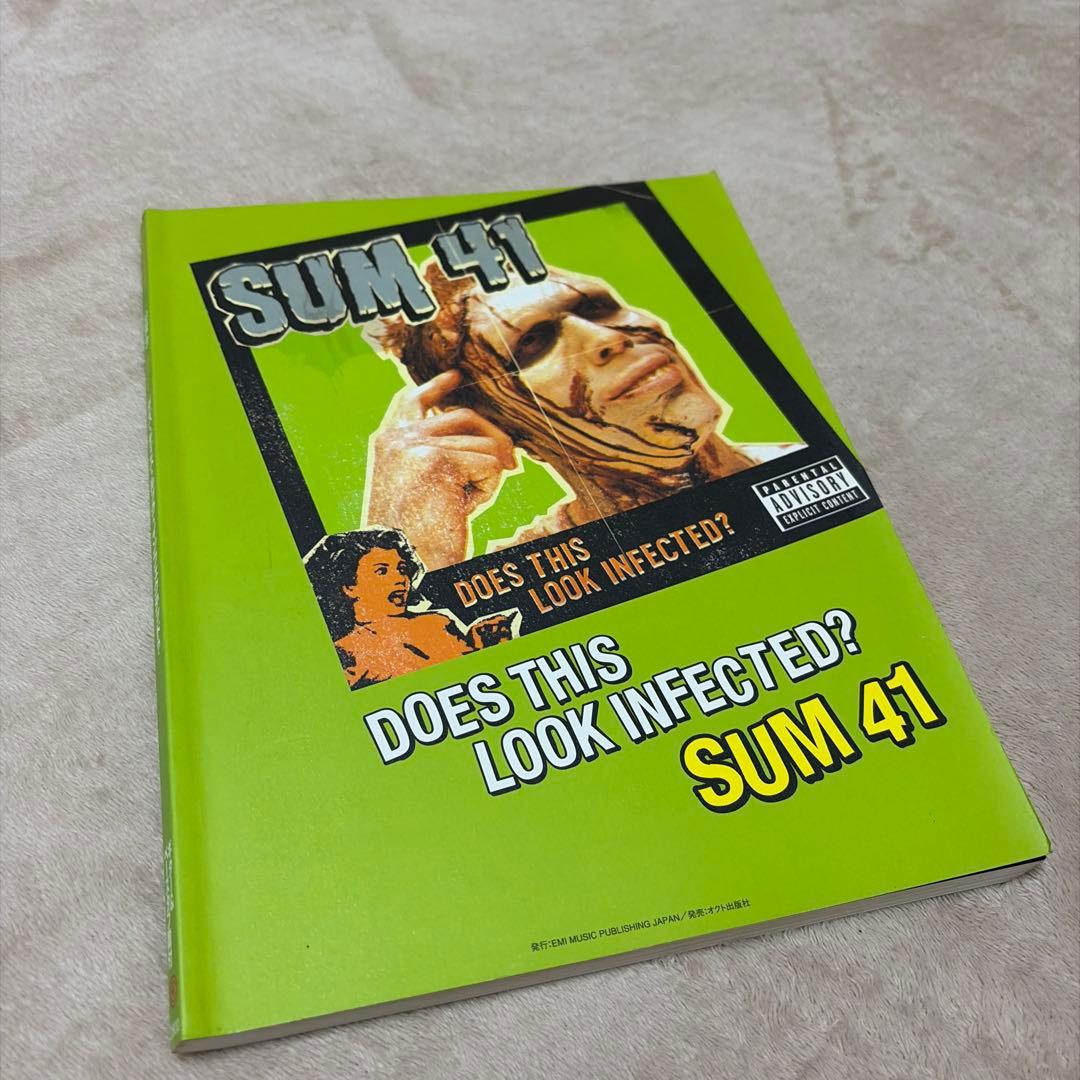 SUM 41
PARENTAL
ADVISORY
EXPLICIT CONTENT
DOES THIS
LOOK INFECTED?
DOES THIS
LOOK INFECTED?
SUM 41
発行:EMI MUSIC PUBLISHING JAPAN/発売:オクト出版社